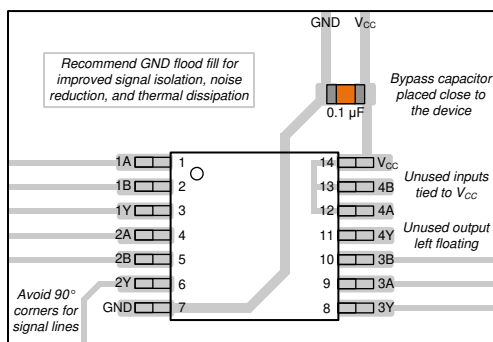 GND VCC
Recommend GND flood fill for
improved signal isolation, noise
reduction, and thermal dissipation
0.1 μF
Bypass capacitor
placed close to
the device
1A 1 14 VCC
1B 2 13 4B
1Y 3 12 4A
2A 4 11 4Y
2B 5 10 3B
2Y 6 9 3A
GND 7 8 3Y
Unused inputs
tied to VCC
Unused output
left floating
Avoid 90°
corners for
signal lines